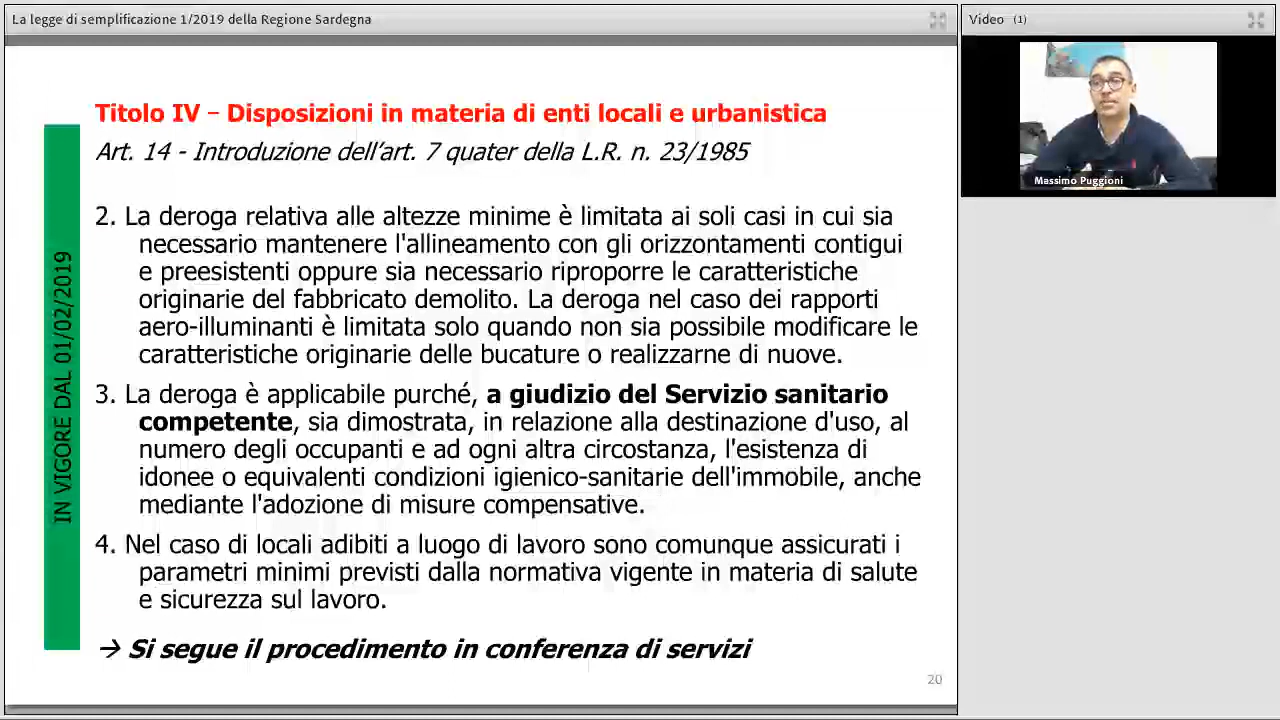 La legge di semplificazione 1/2019 della Regione Sardegna
Video (1)
Massimo Puggioni
Titolo IV – Disposizioni in materia di enti locali e urbanistica
Art. 14 - Introduzione dell'art. 7 quater della L.R. n. 23/1985
IN VIGORE DAL 01/02/2019
2. La deroga relativa alle altezze minime è limitata ai soli casi in cui sia
necessario mantenere l'allineamento con gli orizzontamenti contigui
e preesistenti oppure sia necessario riproporre le caratteristiche
originarie del fabbricato demolito. La deroga nel caso dei rapporti
aero-illuminanti è limitata solo quando non sia possibile modificare le
caratteristiche originarie delle bucature o realizzarne di nuove.
3. La deroga è applicabile purché, a giudizio del Servizio sanitario
competente, sia dimostrata, in relazione alla destinazione d'uso, al
numero degli occupanti e ad ogni altra circostanza, l'esistenza di
idonee o equivalenti condizioni igienico-sanitarie dell'immobile, anche
mediante l'adozione di misure compensative.
4. Nel caso di locali adibiti a luogo di lavoro sono comunque assicurati i
parametri minimi previsti dalla normativa vigente in materia di salute
e sicurezza sul lavoro.
→ Si segue il procedimento in conferenza di servizi
20